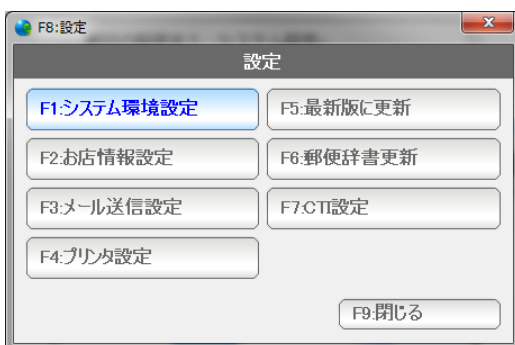 F8:設定
設定
F1:システム環境設定
F2:お店情報設定
F3:メール送信設定
F4:プリンタ設定
F5:最新版に更新
F6:郵便辞書更新
F7:CTI設定
F9:閉じる